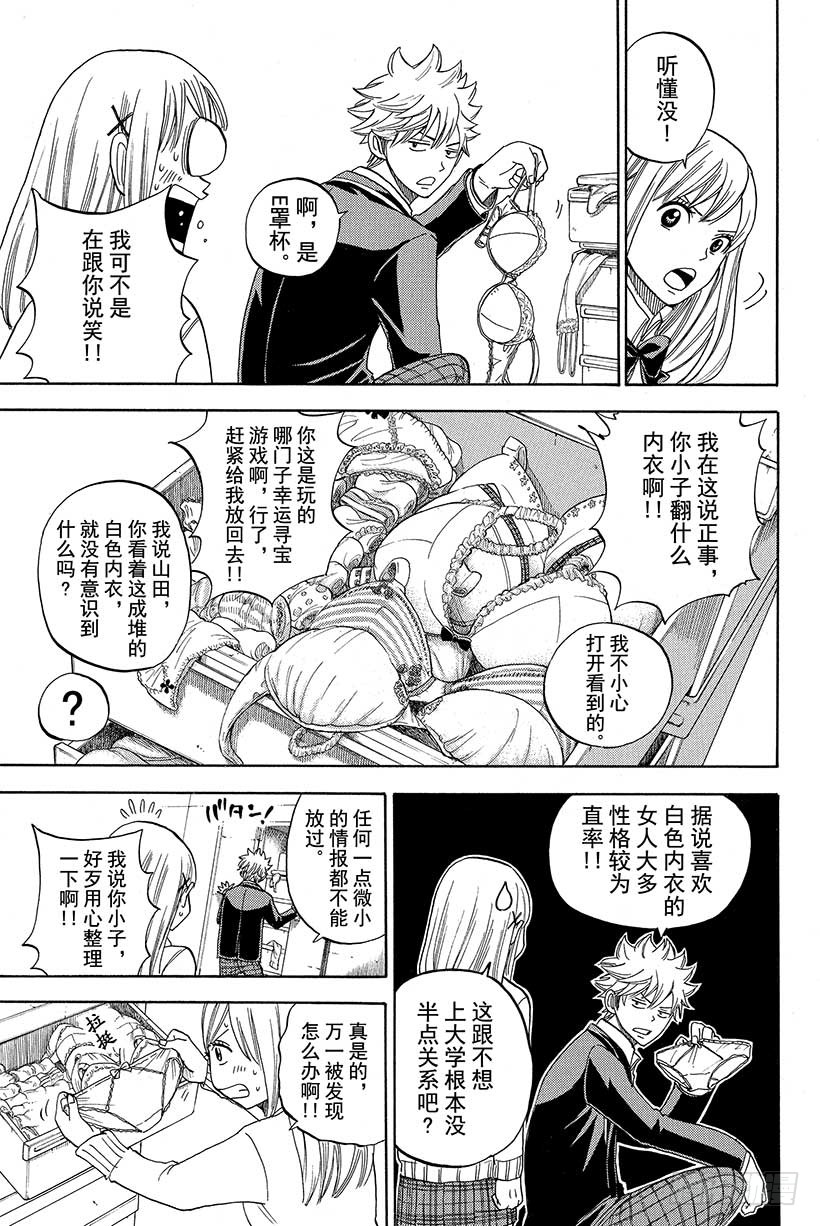 听懂没！
啊，是
E罩杯。
我可不是
在跟你说笑！！
我在这说正事，
你小子翻什么
内衣啊！！
我不小心
打开看到的。
你这是玩的
哪门子幸运寻宝
游戏啊，行了，
赶紧给我放回去！！
我说山田，
你看着这成堆的
白色内衣，
就没有意识到
什么吗？
？
据说喜欢
白色内衣的
女人大多
性格较为
直率！！
这跟不想
上大学根本没
半点关系吧？
任何一点微小
的情报都不能
放过。
バタン！
我说你小子，
好歹用心整理
一下啊！！
真是的，
万一被发现
怎么办啊！！
拉
挺